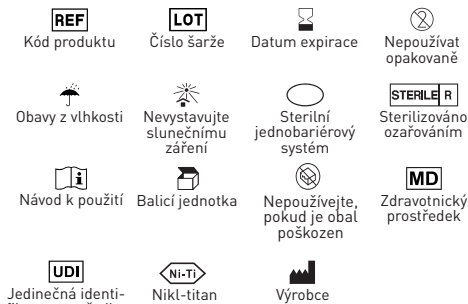 REF
LOT
Kód produktu
Číslo šarže
Datum expirace
Nepoužívat
opakovaně
Obavy z vlhkosti
Nevystavujte
slunečnímu
záření
Sterilní
jednobariérový
systém
STERILE R
Sterilizováno
ozařováním
Návod k použití
Balicí jednotka
Nepoužívejte,
pokud je obal
poškozen
MD
Zdravotnický
prostředek
UDI
Jedinečná identi-
Ni-Ti
Nikl-titan
Výrobce